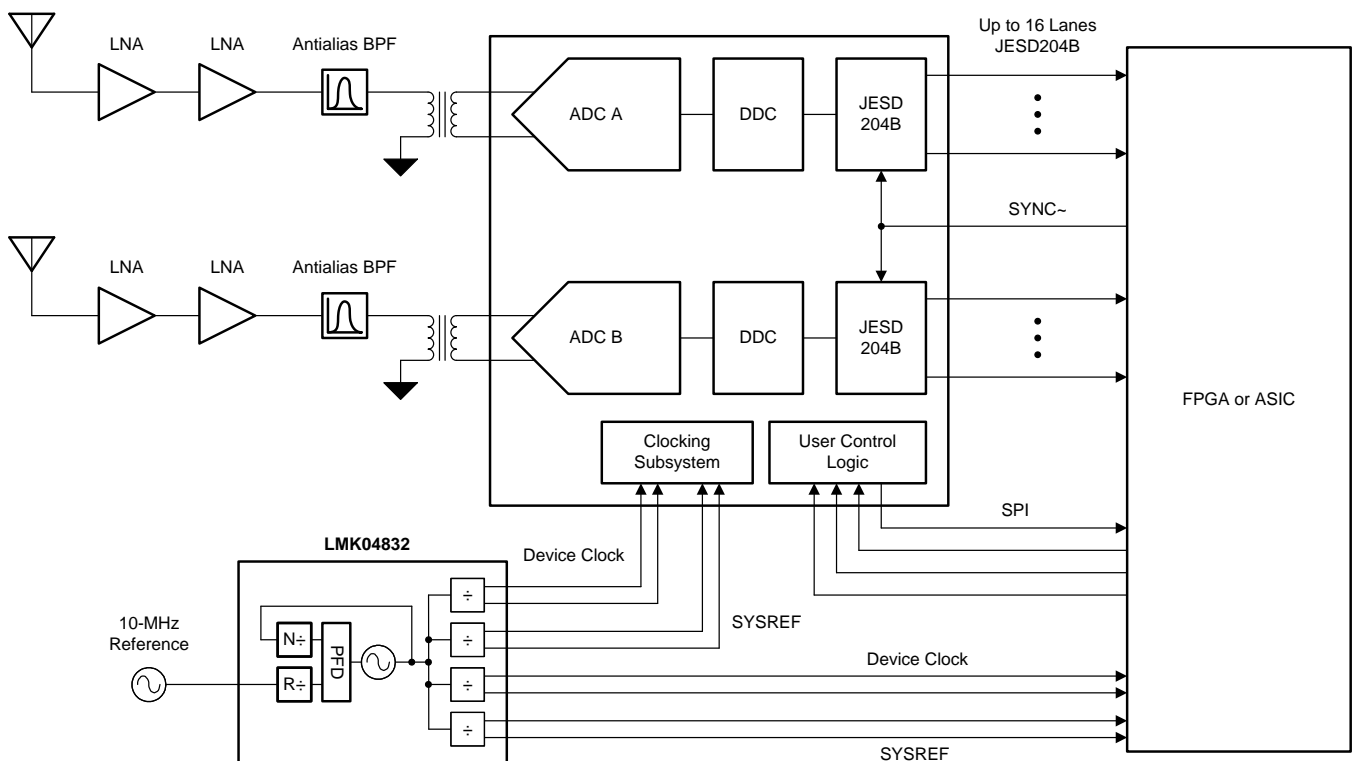 Up to 16 Lanes
JESD204B
LNA
LNA
Antialias BPF
ADC A
DDC
JESD
204B
SYNC~
LNA
LNA
Antialias BPF
ADC B
DDC
JESD
204B
FPGA or ASIC
Clocking
Subsystem
User Control
Logic
SPI
LMK04832
Device Clock
10-MHz
Reference
N÷
R÷
PFD
÷
÷
÷
÷
SYSREF
Device Clock
SYSREF